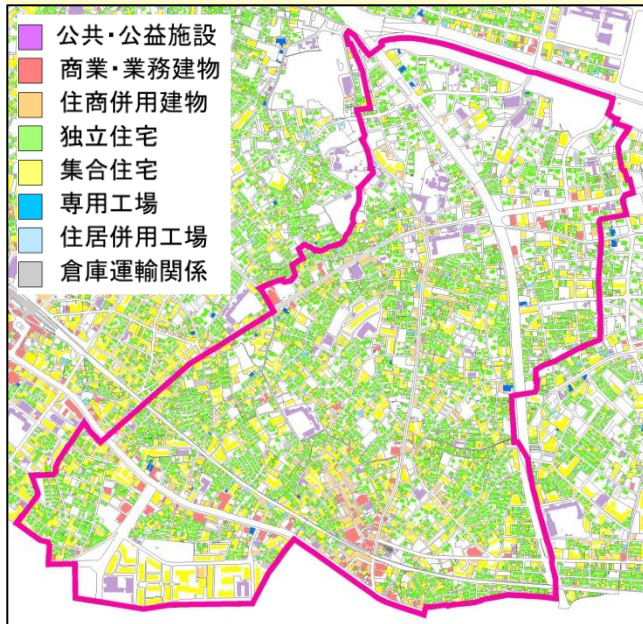 公共・公益施設
商業・業務建物
住商併用建物
独立住宅
集合住宅
専用工場
住居併用工場
倉庫運輸関係